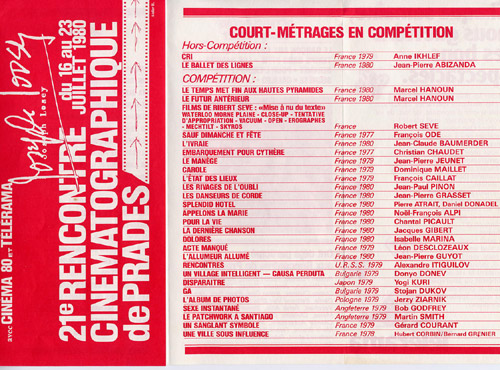 avec CINÉMA 80 et TÉLÉRAMA
Joseph Losey
21e RENCONTRE du 16 au 23
JUILLET 1980
CINÉMATOGRAPHIQUE
de PRADES
COURT-MÉTRAGES EN COMPÉTITION
Hors-Compétition :
CRI France 1979 Anne IKHLEF
LE BALLET DES LIGNES France 1980 Jean-Pierre ABIZANDA
COMPÉTITION :
LE TEMPS MET FIN AUX HAUTES PYRAMIDES France 1980 Marcel HANOUN
LE FUTUR ANTÉRIEUR France 1980 Marcel HANOUN
FILMS DE RIBERT SEVE : «Mise à nu du texte»
WATERLOO MORNE PLAINE - CLOSE-UP - TENTATIVE
D'APPROPRIATION - VACUUM - OPEN - EROGRAPHES
- MECHTILT - SKYROS France Robert SEVE
SAUF DIMANCHE ET FÊTE France 1977 François ODE
L'IVRAIE France 1980 Jean-Claude BAUMERDER
EMBARQUEMENT POUR CYTHÈRE France 1977 Christian CHAUDET
LE MANÈGE France 1979 Jean-Pierre JEUNET
CAROLE France 1979 Dominique MAILLET
L'ÉTAT DES LIEUX France 1979 François CAILLAT
LES RIVAGES DE L'OUBLI France 1980 Jean-Paul PINON
LES DANSEURS DE CORDE France 1980 Jean-Pierre GRASSET
SPLENDID HOTEL France 1980 Pierre ATRAIT, Daniel DONADEL
APPELONS LA MARIE France 1980 Noël-François ALPI
POUR LA VIE France 1980 Chantal PICAULT
LA DERNIÈRE CHANSON France 1980 Jacques GIBERT
DOLORES France 1980 Isabelle MARINA
ACTE MANQUÉ France 1979 Léon DESCLOZEAUX
L'ALLUMEUR ALLUMÉ France 1980 Jean-Pierre GUYOT
RENCONTRES U.R.S.S. 1979 Alexandre ITIGUILOV
UN VILLAGE INTELLIGENT — CAUSA PERDUTA Bulgarie 1979 Donyo DONEV
DISPARAITRE Japon 1979 Yogi KURI
GA Bulgarie 1979 Stojan DUKOV
L'ALBUM DE PHOTOS Pologne 1979 Jerzy ZIARNIK
SEXE INSTANTANÉ Angleterre 1979 Bob GODFREY
LE PATCHWORK A SANTIAGO Angleterre 1979 Martin SMITH
UN SANGLANT SYMBOLE France 1979 Gérard COURANT
UNE VILLE SOUS INFLUENCE France 1978 Hubert CORBIN/Bernard GRENIER